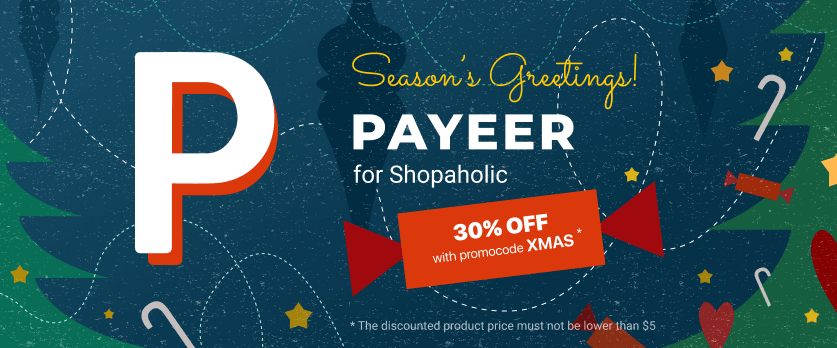 P
Season's Greetings!
PAYEER
for Shopaholic
30% OFF
with promocode XMAS *
* The discounted product price must not be lower than $5